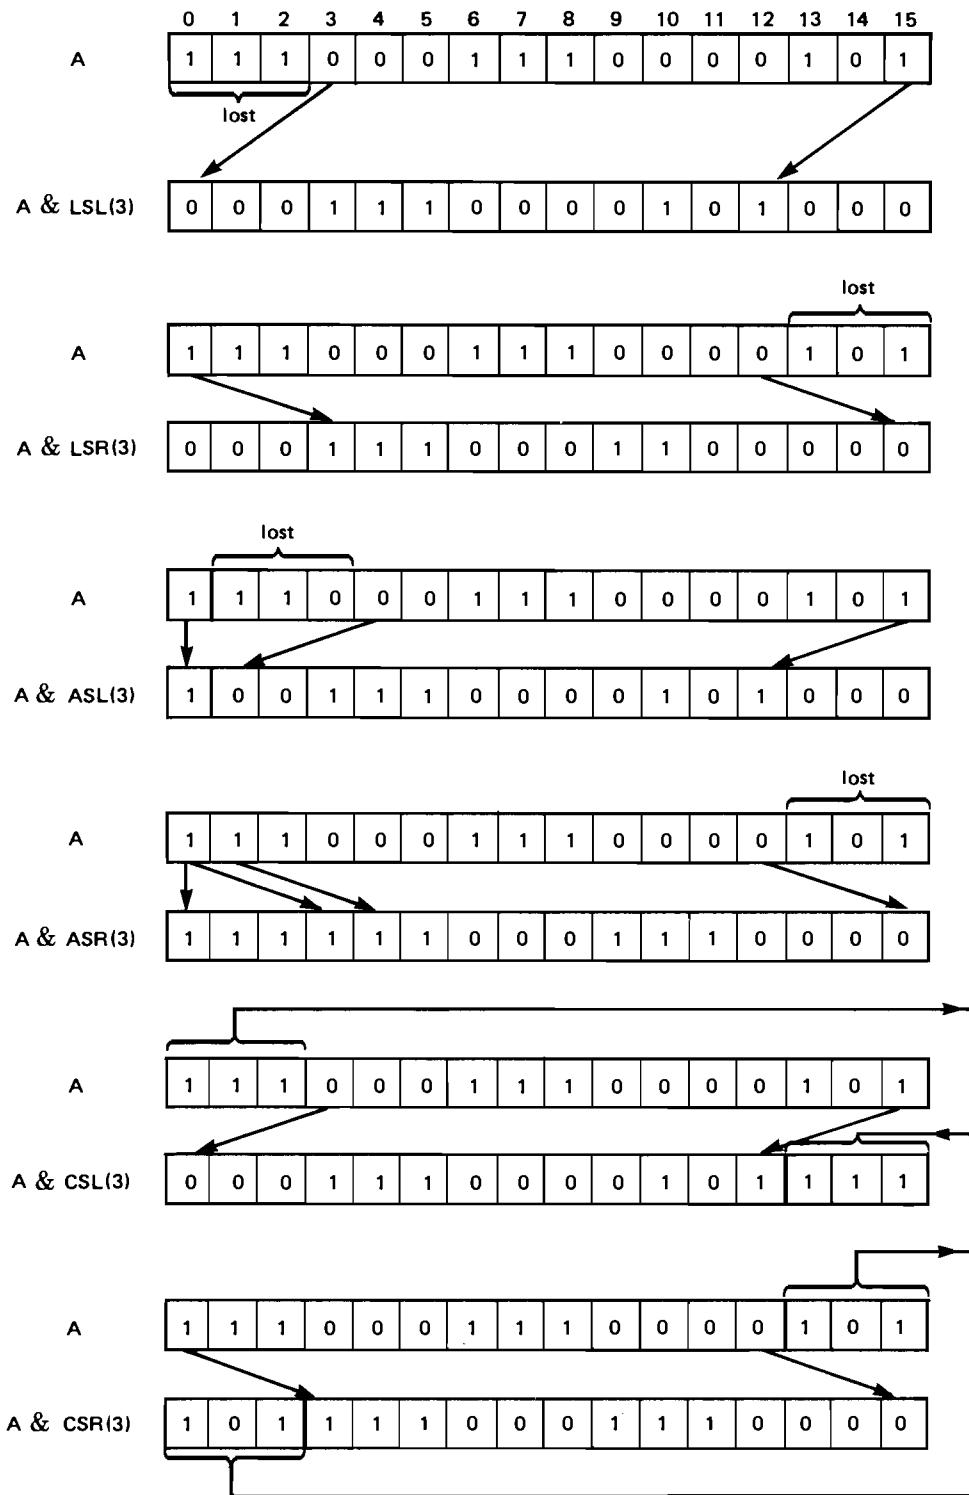 0 1 2 3 4 5 6 7 8 9 10 11 12 13 14 15
A 1 1 1 0 0 0 1 1 1 0 0 0 0 1 0 1
lost
A & LSL(3) 0 0 0 1 1 1 0 0 0 0 1 0 1 0 0 0
lost
A 1 1 1 0 0 0 1 1 1 0 0 0 0 1 0 1
A & LSR(3) 0 0 0 1 1 1 0 0 0 1 1 0 0 0 0 0
lost
A 1 1 1 0 0 0 1 1 1 0 0 0 0 1 0 1
A & ASL(3) 1 0 0 1 1 1 0 0 0 0 1 0 1 0 0 0
lost
A 1 1 1 0 0 0 1 1 1 0 0 0 0 1 0 1
A & ASR(3) 1 1 1 1 1 1 0 0 0 1 1 1 0 0 0 0
A 1 1 1 0 0 0 1 1 1 0 0 0 0 1 0 1
A & CSL(3) 0 0 0 1 1 1 0 0 0 0 1 0 1 1 1 1
A 1 1 1 0 0 0 1 1 1 0 0 0 0 1 0 1
A & CSR(3) 1 0 1 1 1 1 0 0 0 1 1 1 0 0 0 0